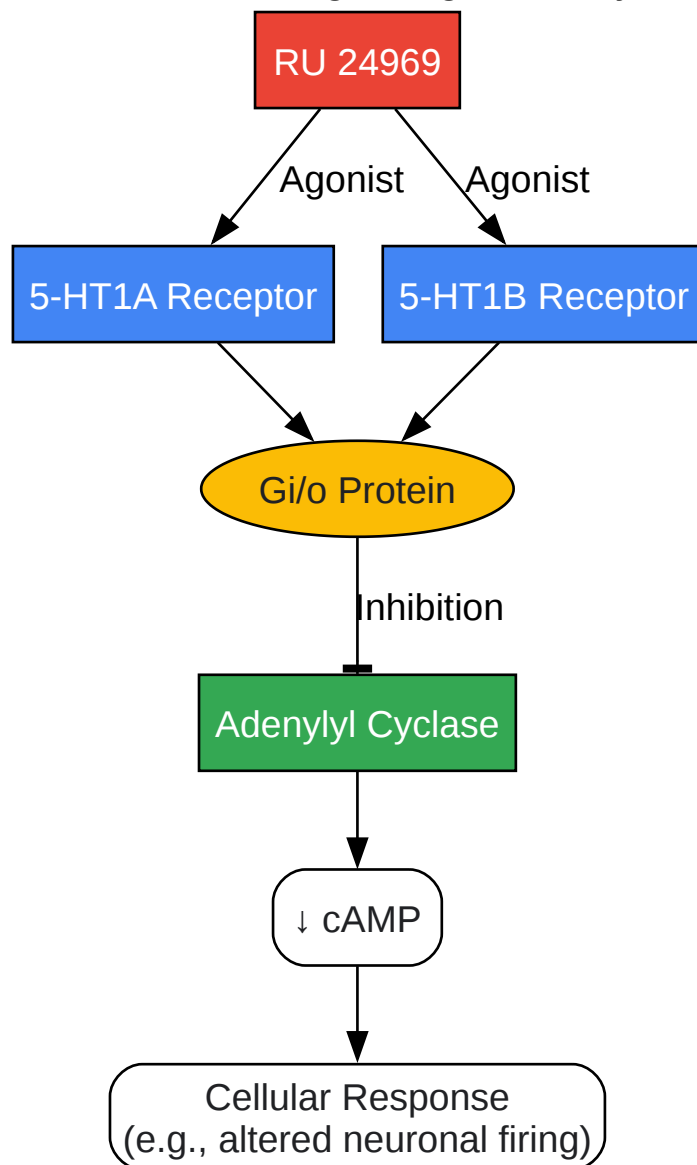 RU 24969
Agonist
Agonist
5-HT1A Receptor
5-HT1B Receptor
Gi/o Protein
Inhibition
Adenylyl Cyclase
↓ cAMP
Cellular Response
(e.g., altered neuronal firing)